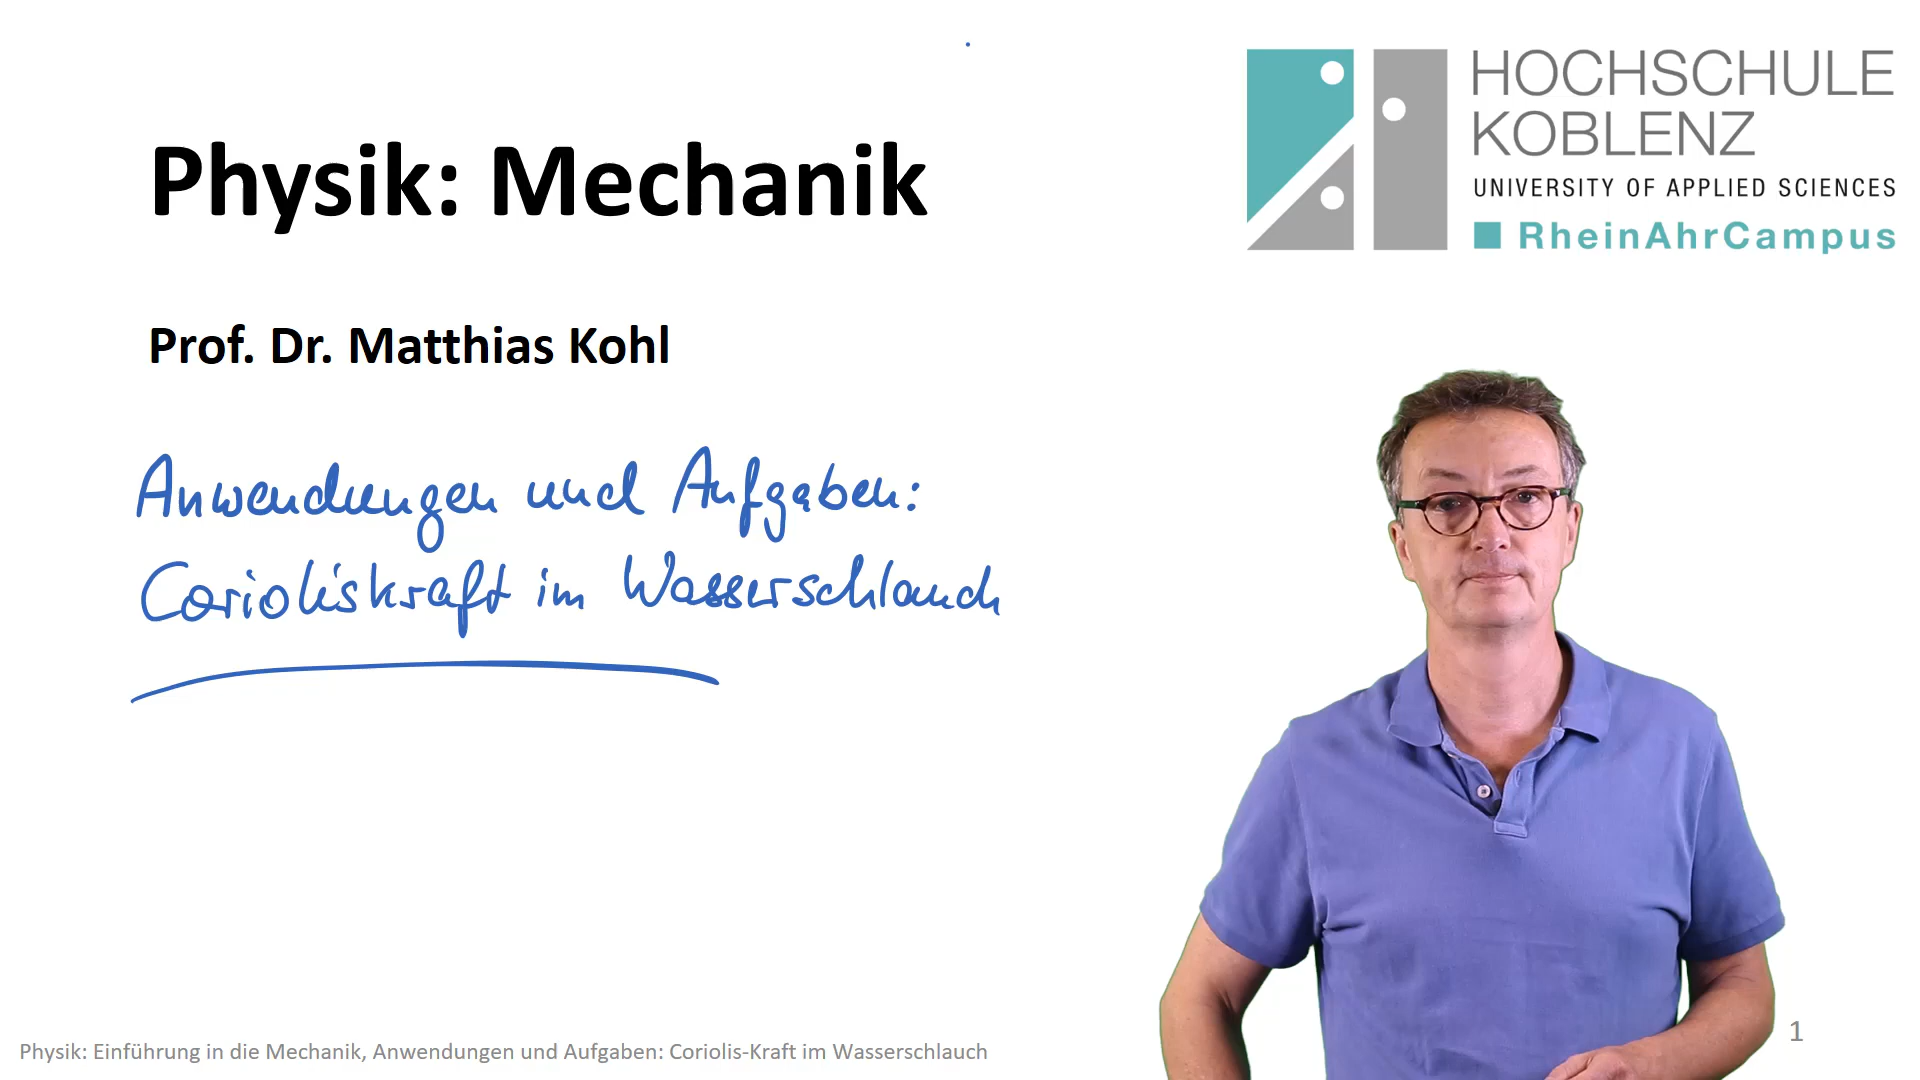 Physik: Mechanik
Prof. Dr. Matthias Kohl
Anwendungen und Aufgaben:
Corioliskraft im Wasserschlauch
HOCHSCHULE
KOBLENZ
UNIVERSITY OF APPLIED SCIENCES
RheinAhrCampus
Physik: Einführung in die Mechanik, Anwendungen und Aufgaben: Coriolis-Kraft im Wasserschlauch
1